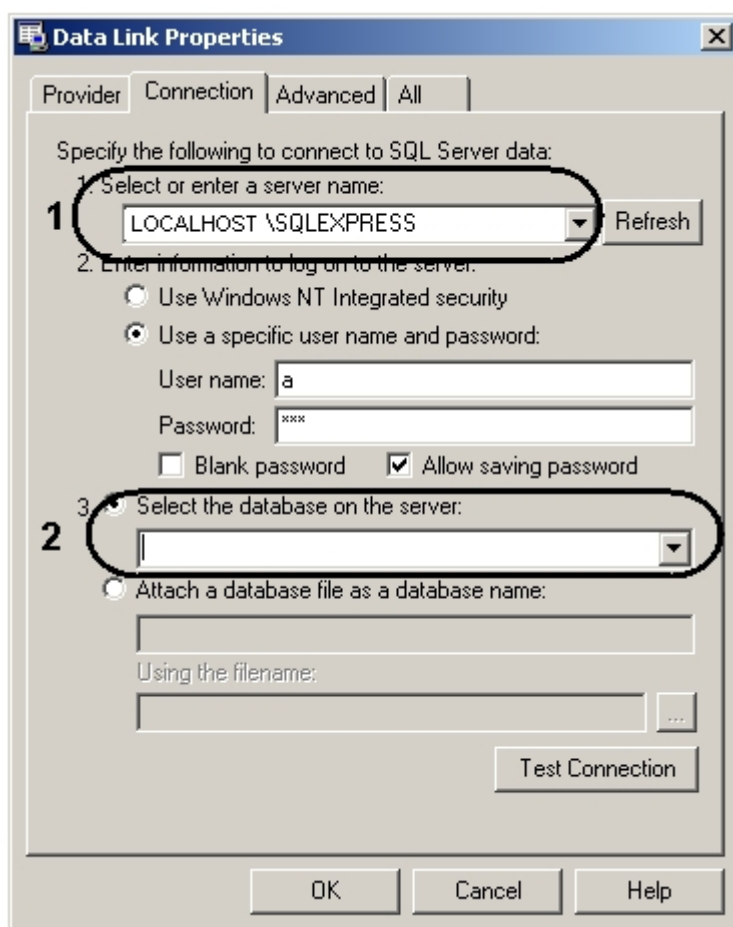 Data Link Properties
Provider Connection Advanced All
Specify the following to connect to SQL Server data:
1. Select or enter a server name:
1 LOCALHOST \SQLEXPRESS Refresh
2. Enter information to log on to the server:
Use Windows NT Integrated security
Use a specific user name and password:
User name: a
Password: ***
Blank password Allow saving password
3. Select the database on the server:
2
Attach a database file as a database name:
Using the filename:
...
Test Connection
OK Cancel Help